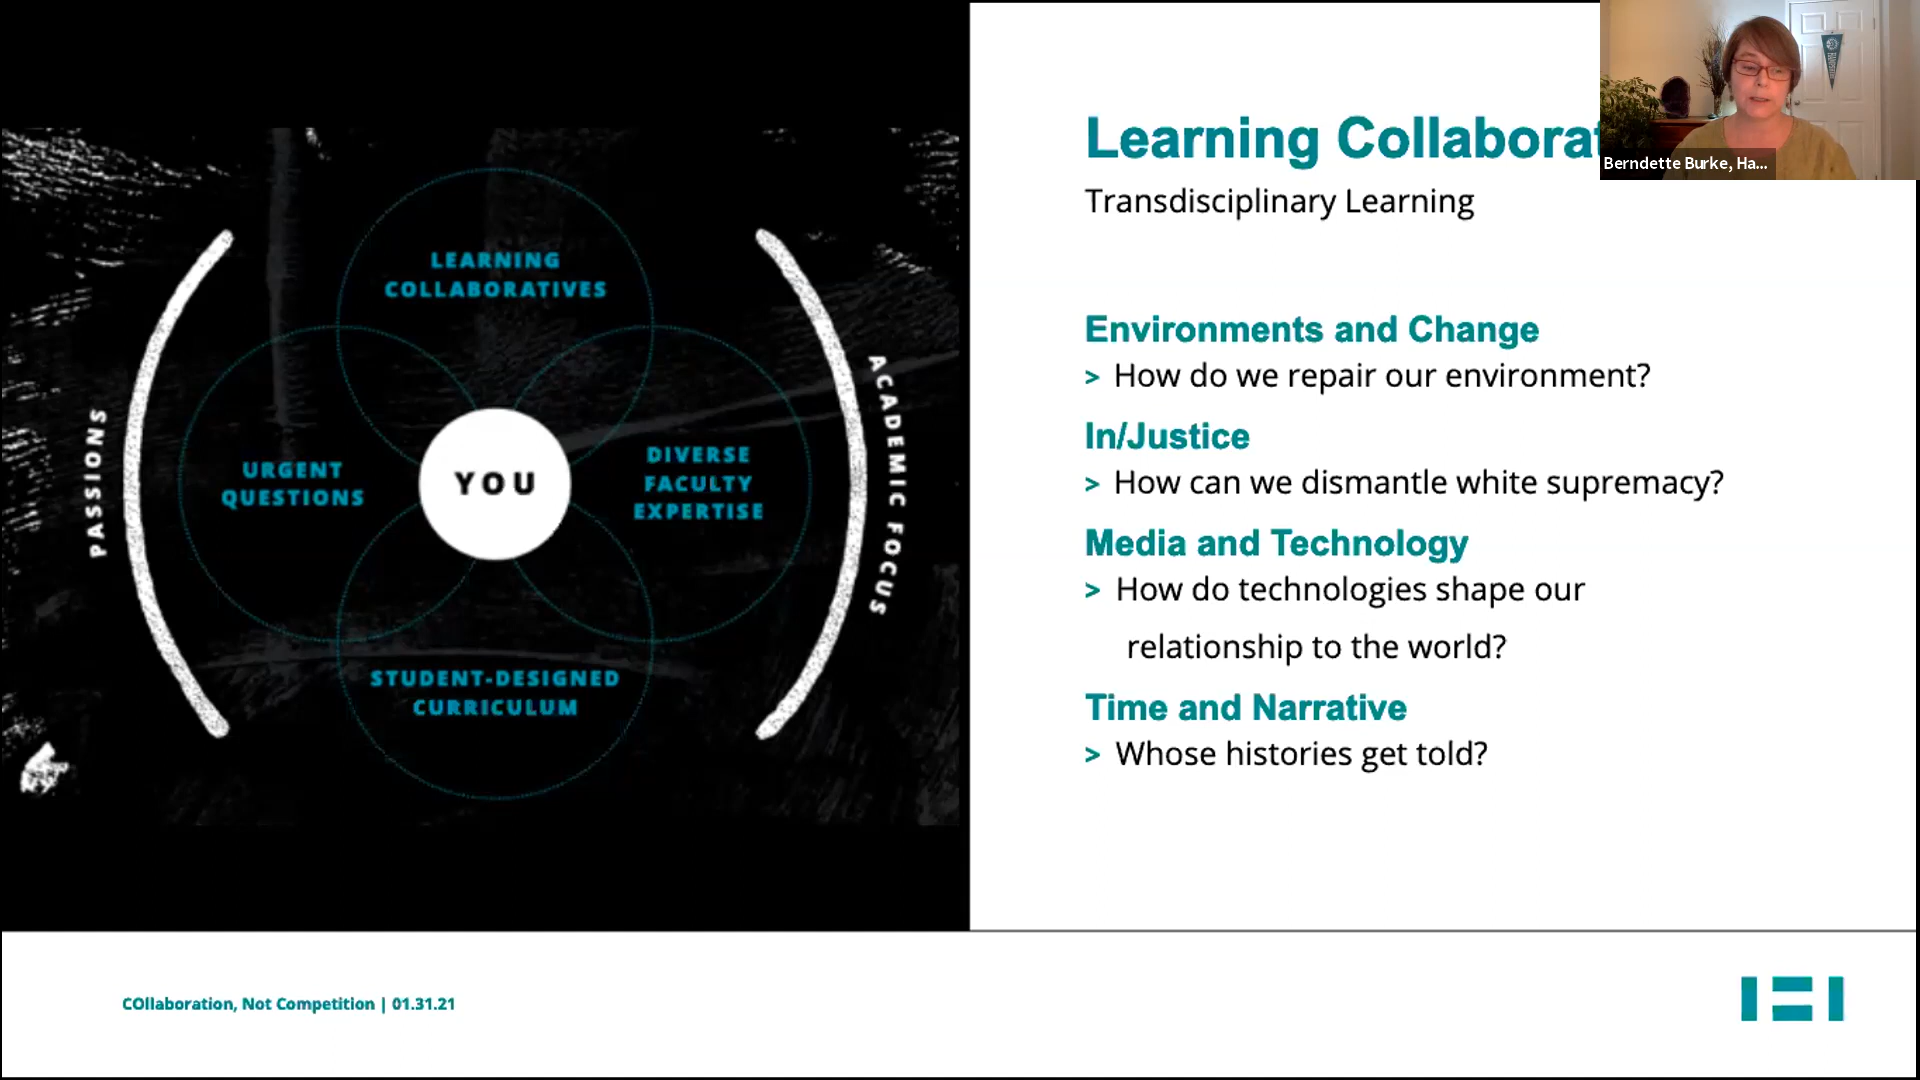 LEARNING
COLLABORATIVES
URGENT
QUESTIONS
YOU
DIVERSE
FACULTY
EXPERTISE
STUDENT-DESIGNED
CURRICULUM
PASSIONS
ACADEMIC FOCUS
Learning Collaborat
Transdisciplinary Learning
Environments and Change
> How do we repair our environment?
In/Justice
> How can we dismantle white supremacy?
Media and Technology
> How do technologies shape our
relationship to the world?
Time and Narrative
> Whose histories get told?
Berndette Burke, Ha...
COllaboration, Not Competition | 01.31.21